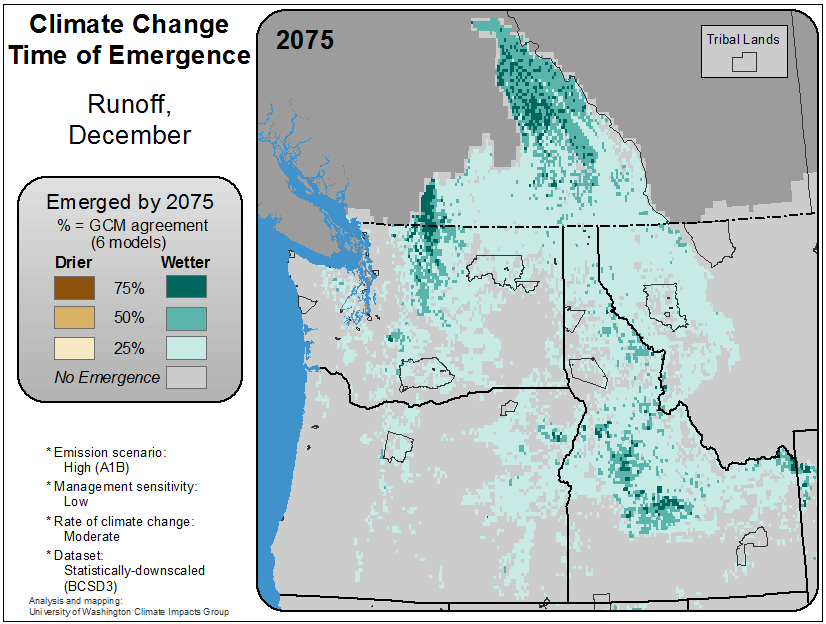 Climate Change
Time of Emergence
Runoff,
December
Emerged by 2075
% = GCM agreement
(6 models)
Drier Wetter
75%
50%
25%
No Emergence
* Emission scenario:
High (A1B)
* Management sensitivity:
Low
* Rate of climate change:
Moderate
* Dataset:
Statistically-downscaled
(BCSD3)
Analysis and mapping:
University of Washington Climate Impacts Group
2075
Tribal Lands